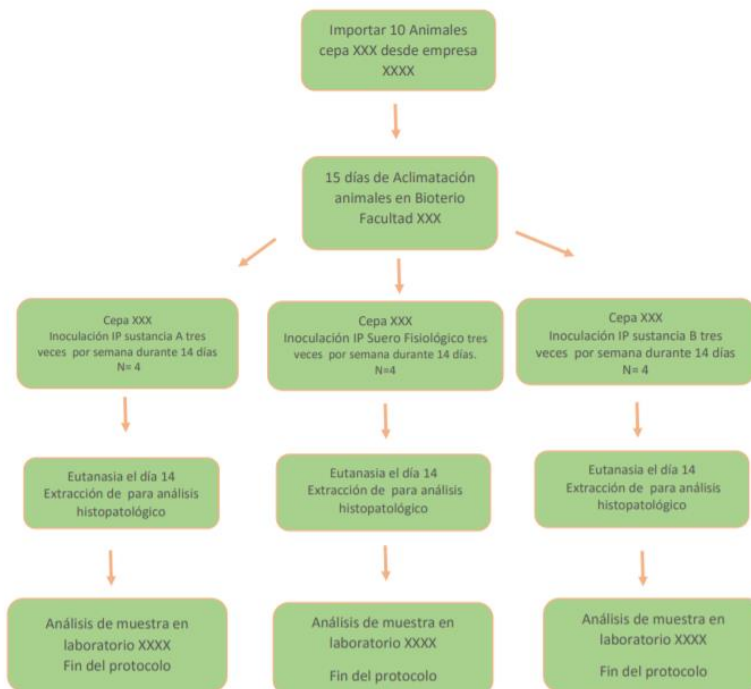 Importar 10 Animales
cepa XXX desde empresa
XXXX
15 días de Aclimatación
animales en Bioterio
Facultad XXX
Cepa XXX
Inoculación IP sustancia A tres
veces por semana durante 14 días
N= 4
Cepa XXX
Inoculación IP Suero Fisiológico tres
veces por semana durante 14 días.
N=4
Cepa XXX
Inoculación IP sustancia B tres
veces por semana durante 14 días
N= 4
Eutanasia el día 14
Extracción de para análisis
histopatológico
Eutanasia el día 14
Extracción de para análisis
histopatológico
Eutanasia el día 14
Extracción de para análisis
histopatológico
Análisis de muestra en
laboratorio XXXX
Fin del protocolo
Análisis de muestra en
laboratorio XXXX
Fin del protocolo
Análisis de muestra en
laboratorio XXXX
Fin del protocolo